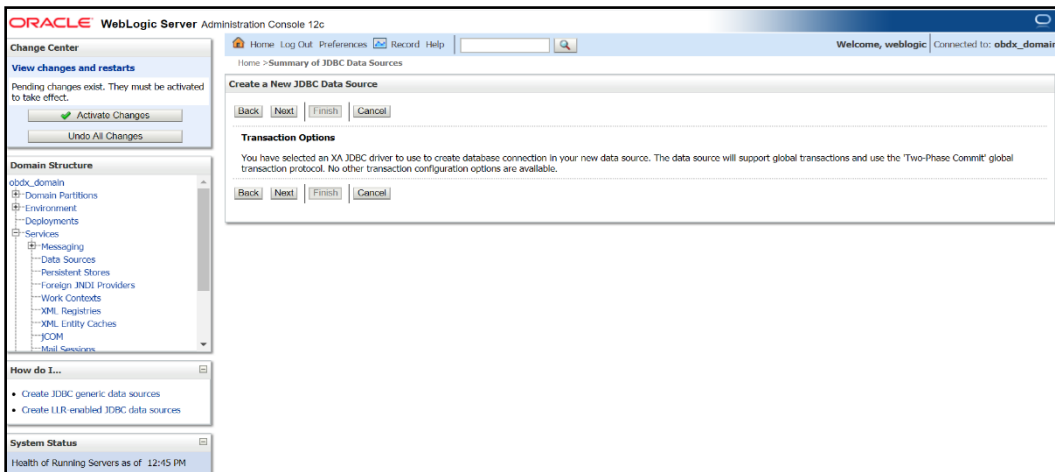 ORACLE WebLogic Server Administration Console 12c
Change Center
View changes and restarts
Pending changes exist. They must be activated
to take effect.
Activate Changes
Undo All Changes
Domain Structure
obdx_domain
Domain Partitions
Environment
Deployments
Services
Messaging
Data Sources
Persistent Stores
Foreign JNDI Providers
Work Contexts
XML Registries
XML Entity Caches
jCOM
Mail Sessions
How do I...
Create JDBC generic data sources
Create LLR-enabled JDBC data sources
System Status
Health of Running Servers as of 12:45 PM
Home Log Out Preferences Record Help
Welcome, weblogic Connected to: obdx_domain
Home >Summary of JDBC Data Sources
Create a New JDBC Data Source
Back Next Finish Cancel
Transaction Options
You have selected an XA JDBC driver to use to create database connection in your new data source. The data source will support global transactions and use the 'Two-Phase Commit' global
transaction protocol. No other transaction configuration options are available.
Back Next Finish Cancel